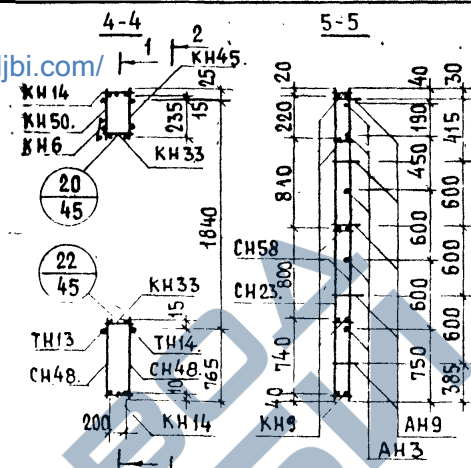 4-4
5-5
1
2
jbi.com/
КН45.
КН14
КН50.
КН6
25
15
235
КН33
20
45
1840
22
45
КН33
15
ТН13
ТН14
СН48.
СН48.
10
765
200
КН14
1
20
40
30
220
190
415
450
810
600
600
СН58
800
600
600
СН23.
600
600
740
750
385
40
КН9
АН9
АН3